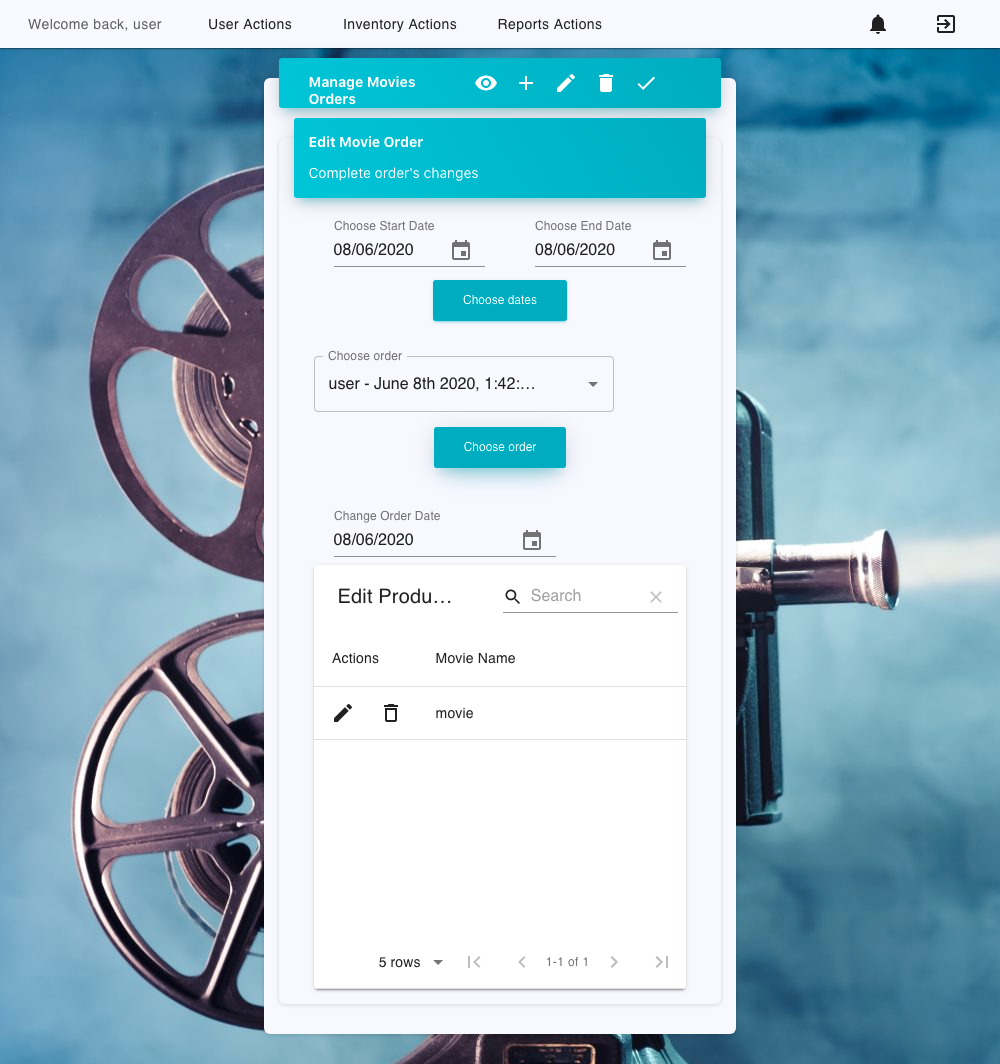 Welcome back, user
User Actions
Inventory Actions
Reports Actions
Manage Movies
Orders
Edit Movie Order
Complete order's changes
Choose Start Date
Choose End Date
08/06/2020
08/06/2020
Choose dates
Choose order
user - June 8th 2020, 1:42:...
Choose order
Change Order Date
08/06/2020
Edit Produ...
Search
Actions
Movie Name
movie
5 rows
1-1 of 1